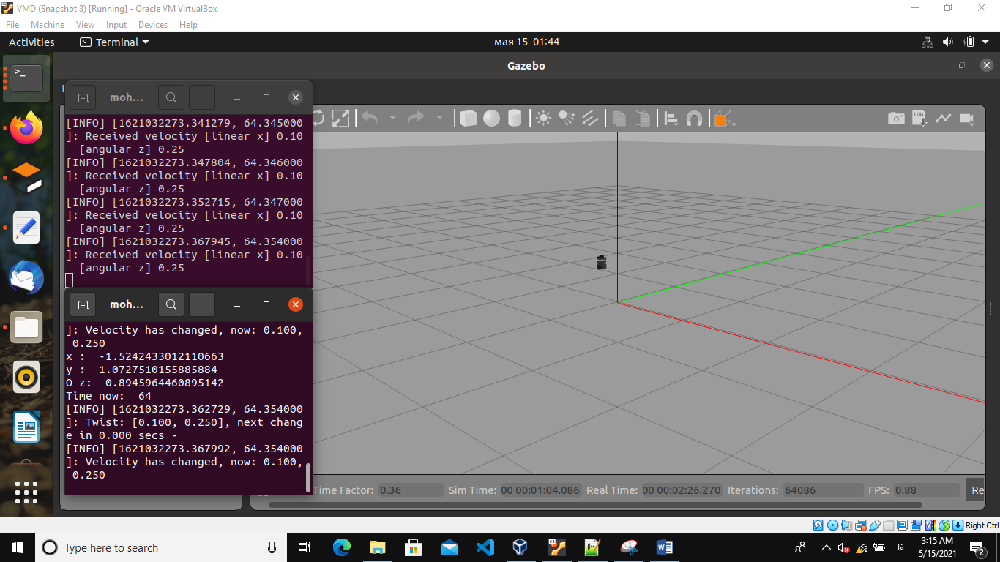 VMD (Snapshot 3) [Running] - Oracle VM VirtualBox
File Machine View Input Devices Help
Activities Terminal мая 15 01:44
Gazebo
moh...
[INFO] [1621032273.341279, 64.345000
]: Received velocity [linear x] 0.10
[angular z] 0.25
[INFO] [1621032273.347804, 64.346000
]: Received velocity [linear x] 0.10
[angular z] 0.25
[INFO] [1621032273.352715, 64.347000
]: Received velocity [linear x] 0.10
[angular z] 0.25
[INFO] [1621032273.367945, 64.354000
]: Received velocity [linear x] 0.10
[angular z] 0.25
moh...
]: Velocity has changed, now: 0.100,
0.250
x :  -1.5242433012110663
y :  1.0727510155885884
O z:  0.8945964460895142
Time now:  64
[INFO] [1621032273.362729, 64.354000
]: Twist: [0.100, 0.250], next chang
e in 0.000 secs -
[INFO] [1621032273.367992, 64.354000
]: Velocity has changed, now: 0.100,
0.250
LOG
Time Factor: 0.36 Sim Time: 00 00:01:04.086 Real Time: 00 00:02:26.270 Iterations: 64086 FPS: 0.88 Re
Right Ctrl
Type here to search
فا
3:15 AM
5/15/2021
2